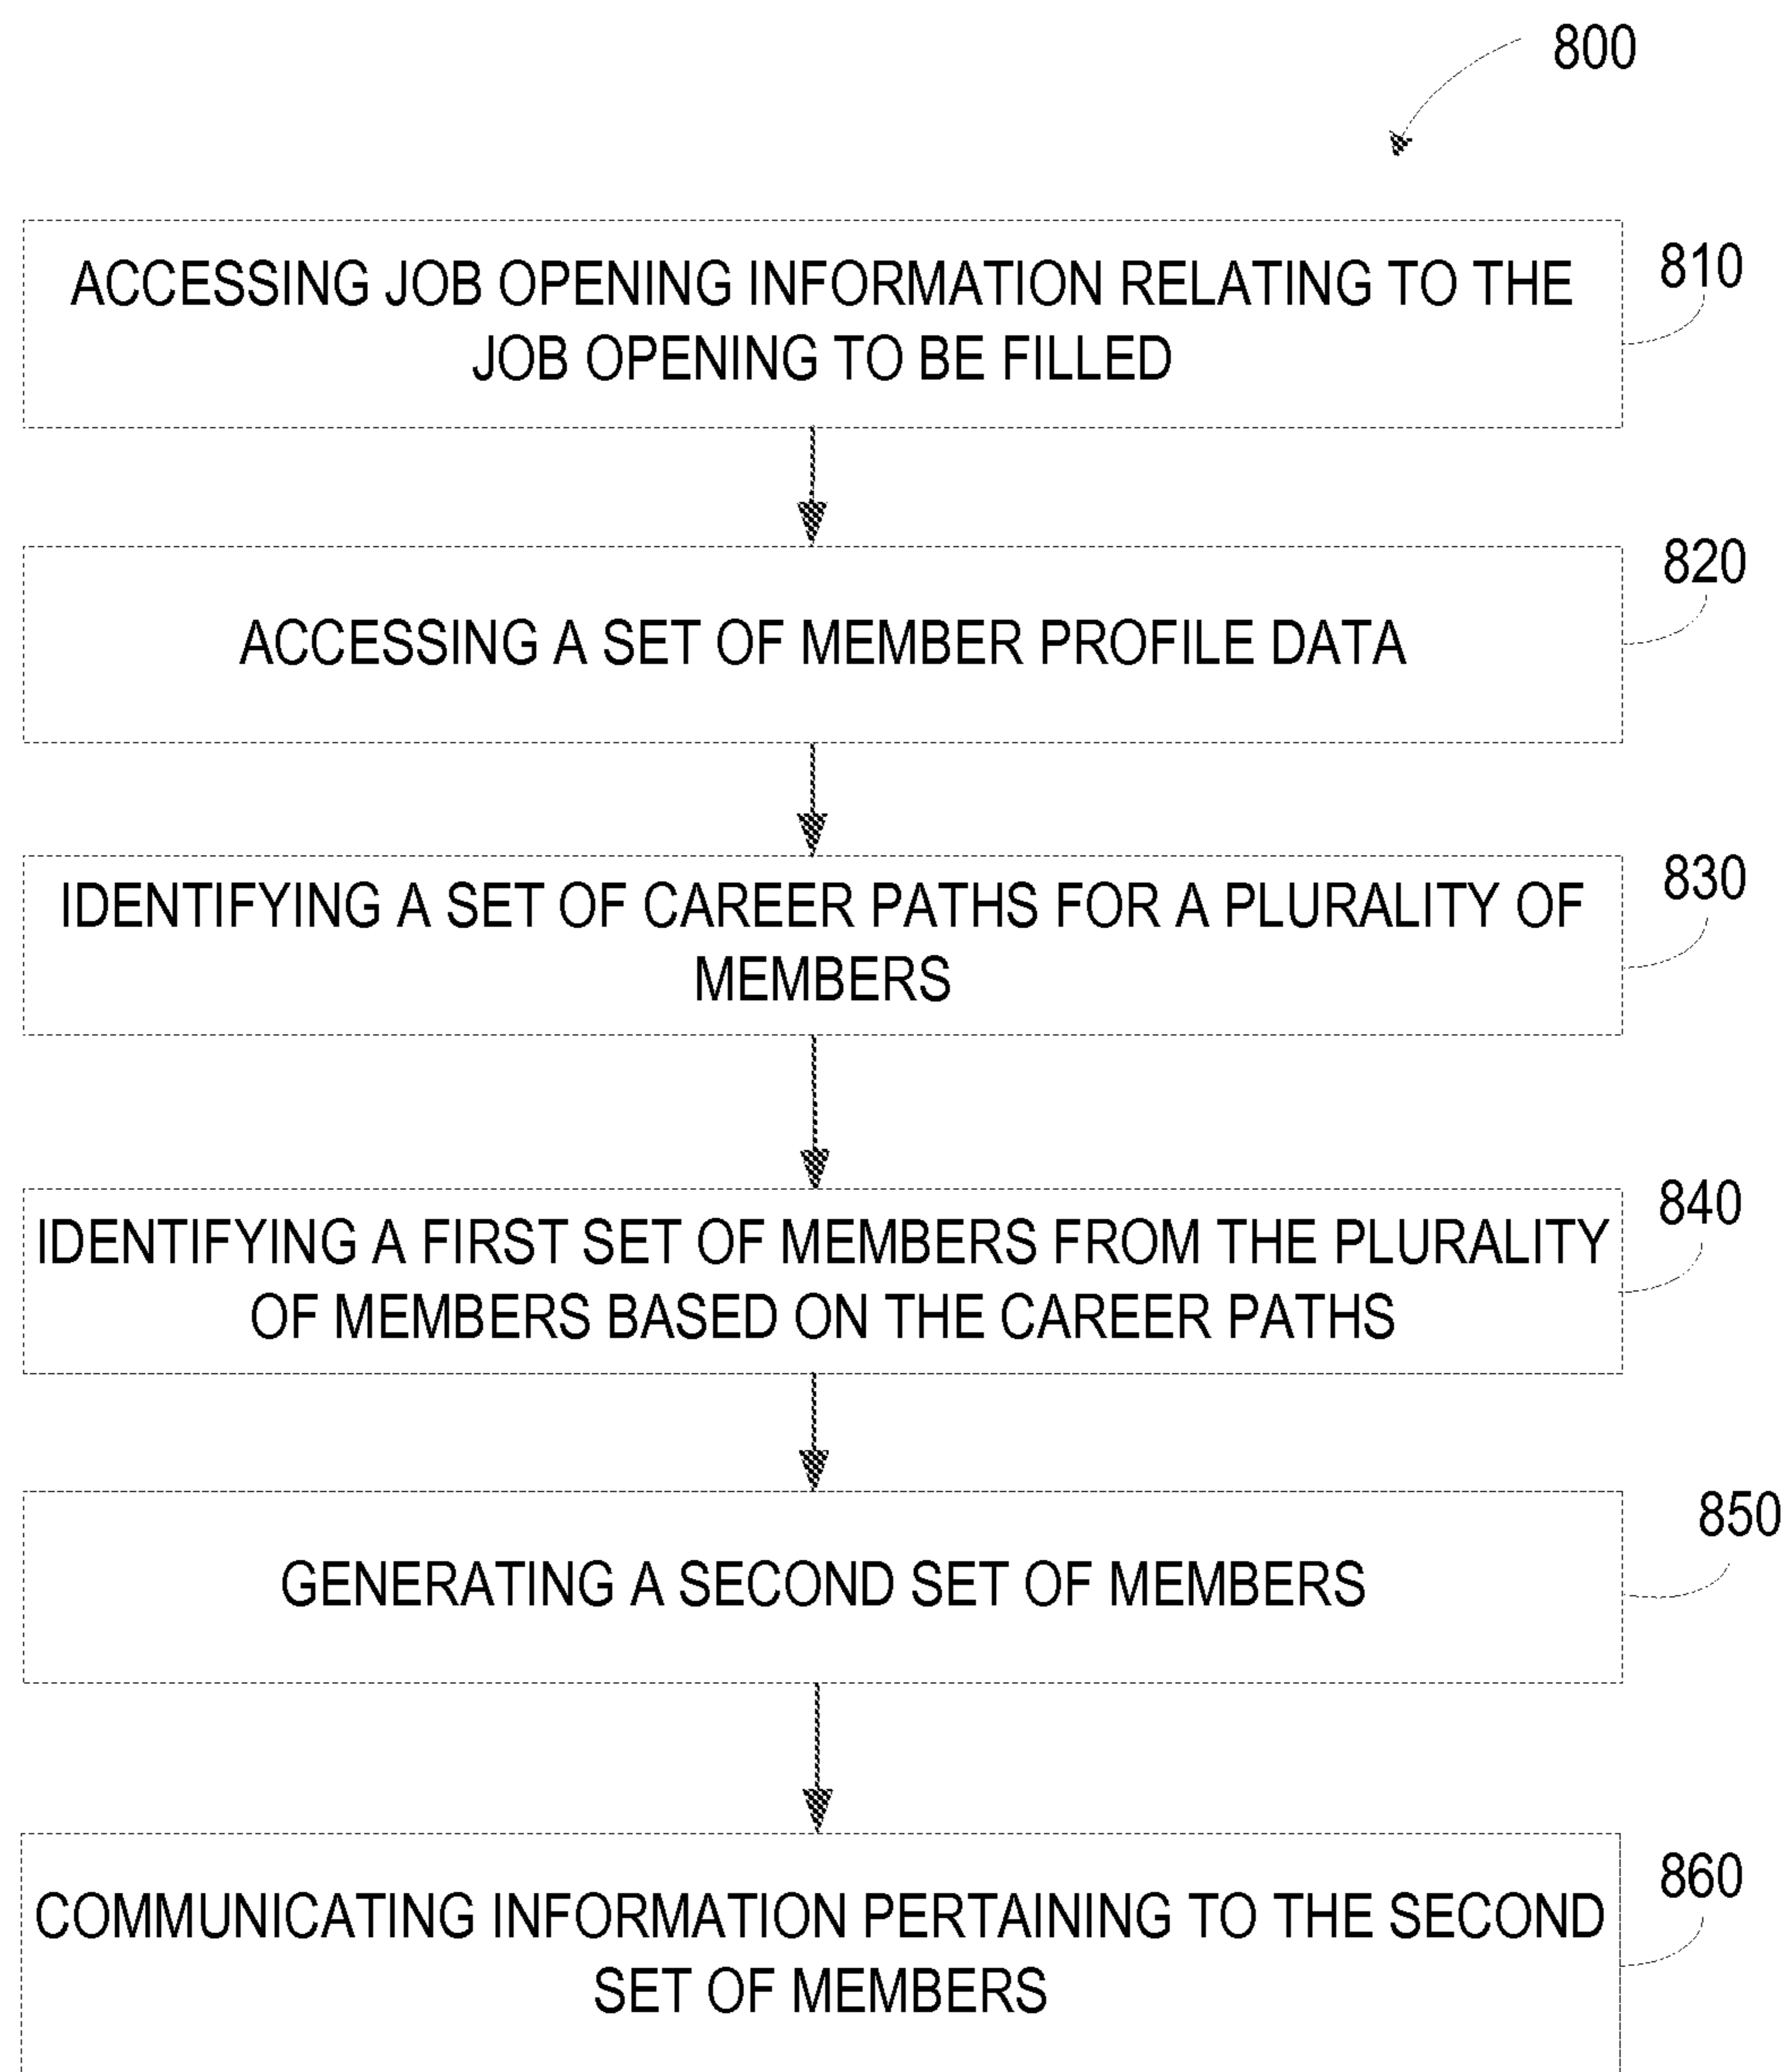 800
ACCESSING JOB OPENING INFORMATION RELATING TO THE
JOB OPENING TO BE FILLED
810
ACCESSING A SET OF MEMBER PROFILE DATA
820
IDENTIFYING A SET OF CAREER PATHS FOR A PLURALITY OF
MEMBERS
830
IDENTIFYING A FIRST SET OF MEMBERS FROM THE PLURALITY
OF MEMBERS BASED ON THE CAREER PATHS
840
GENERATING A SECOND SET OF MEMBERS
850
COMMUNICATING INFORMATION PERTAINING TO THE SECOND
SET OF MEMBERS
860